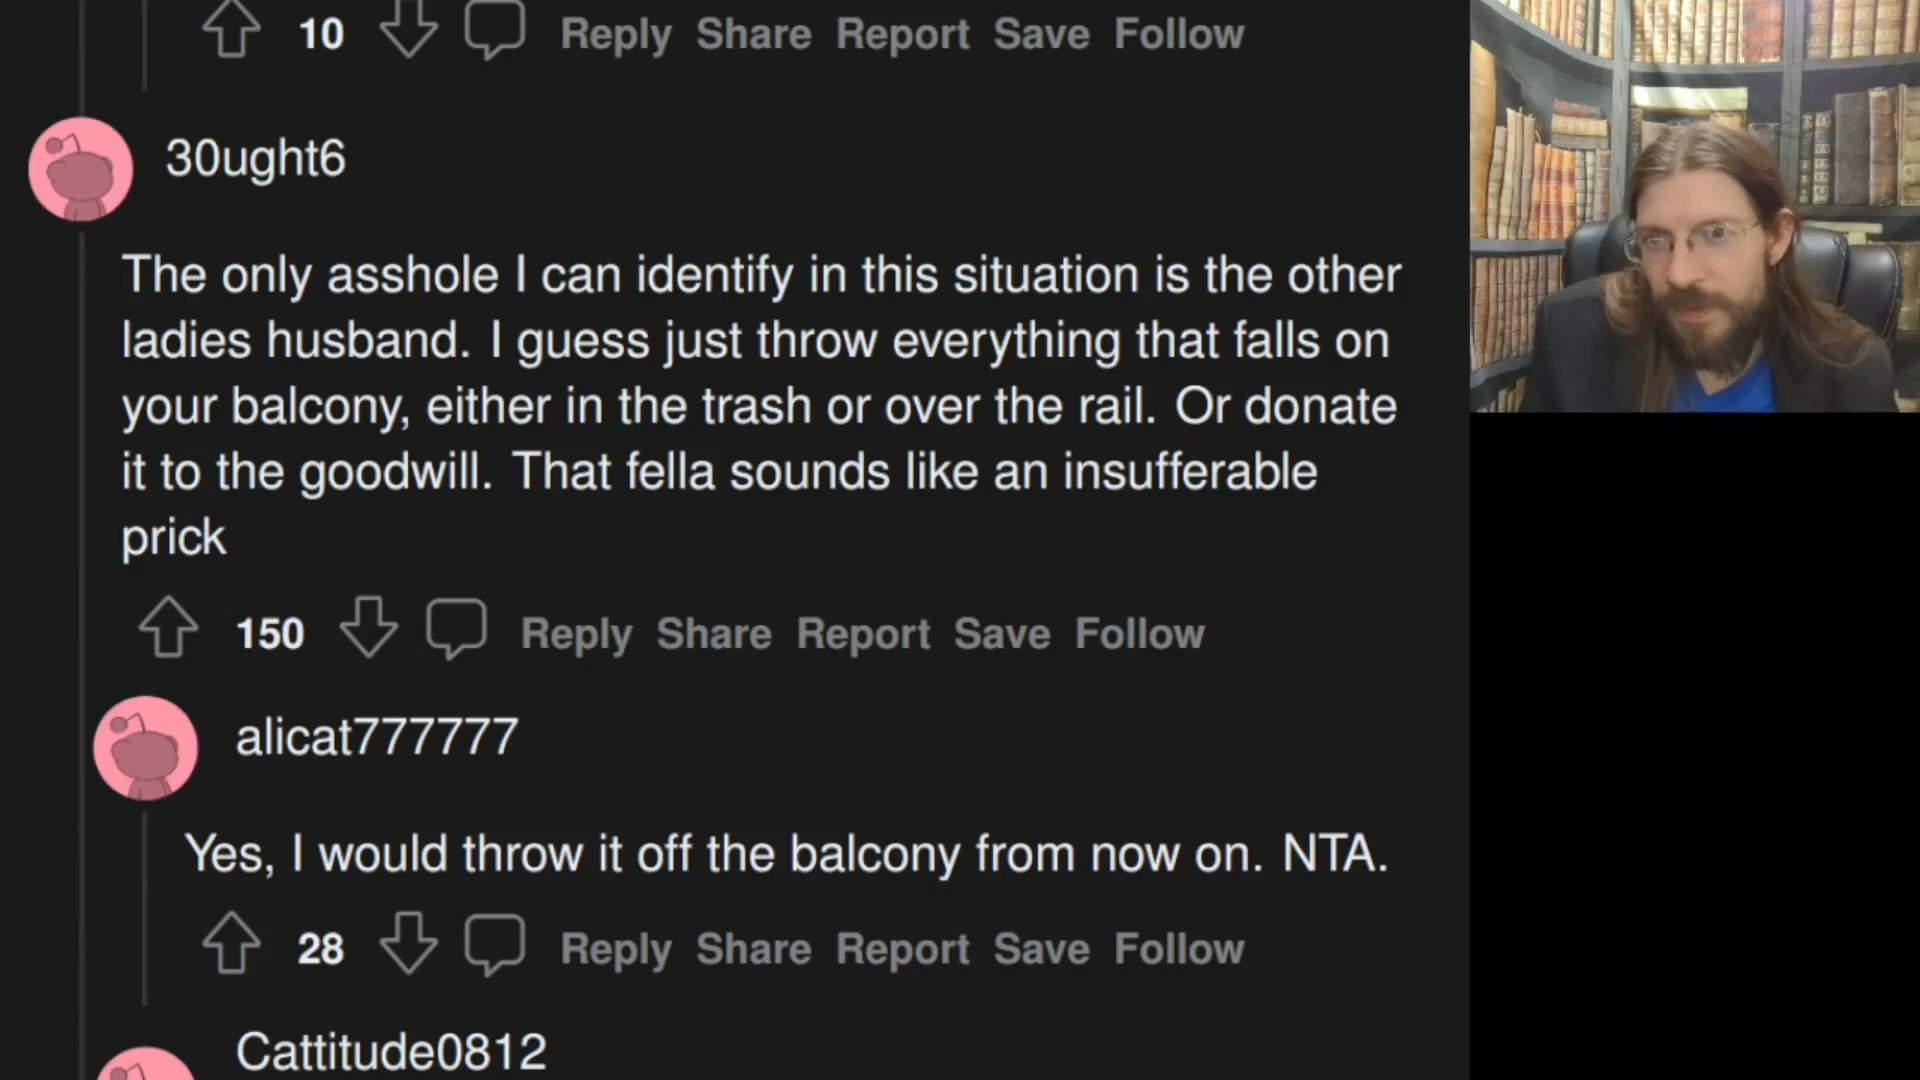 10 Reply Share Report Save Follow
30ught6
The only asshole I can identify in this situation is the other
ladies husband. I guess just throw everything that falls on
your balcony, either in the trash or over the rail. Or donate
it to the goodwill. That fella sounds like an insufferable
prick
150 Reply Share Report Save Follow
alicat777777
Yes, I would throw it off the balcony from now on. NTA.
28 Reply Share Report Save Follow
Cattitude0812